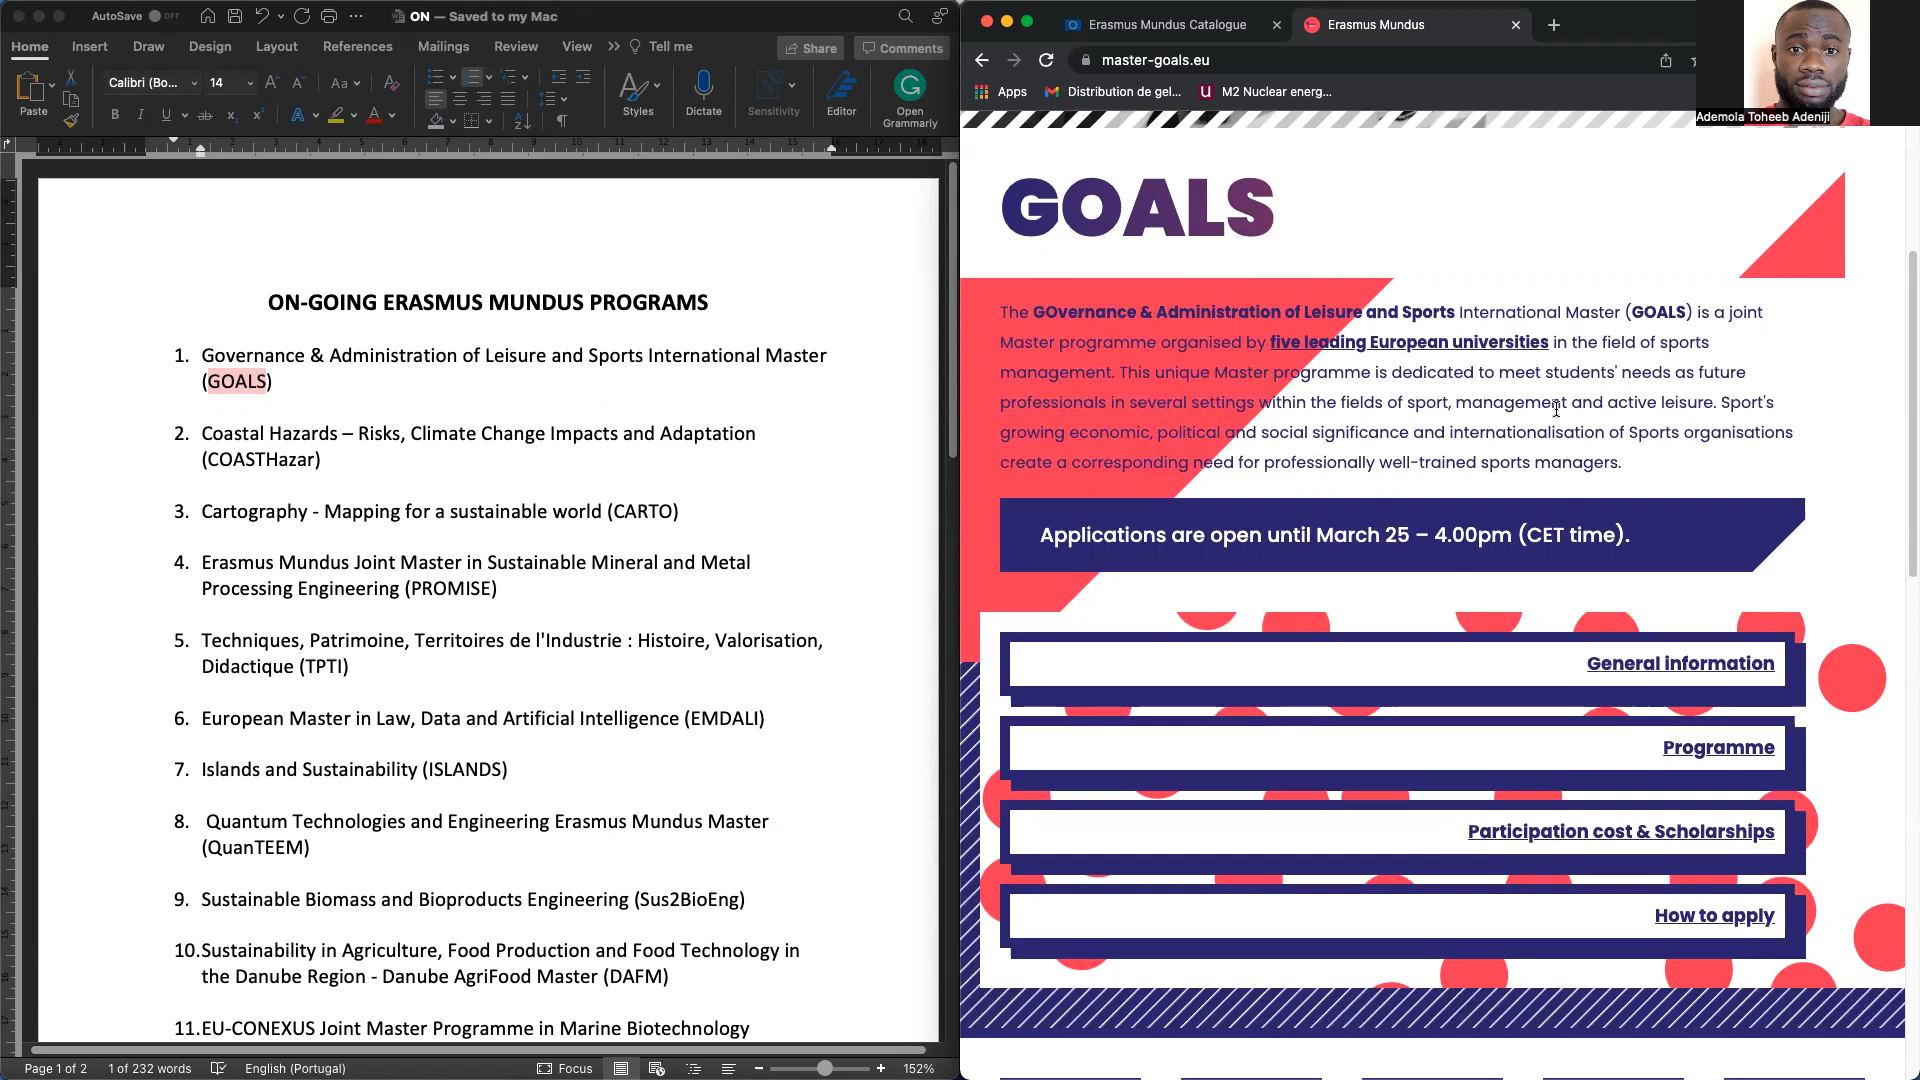 AutoSave OFF
ON — Saved to my Mac
Home Insert Draw Design Layout References Mailings Review View Tell me Share Comments
Calibri (Bo... 14
Paste
Styles
Dictate
Sensitivity
Editor
Open
Grammarly
ON-GOING ERASMUS MUNDUS PROGRAMS
1. Governance & Administration of Leisure and Sports International Master
(GOALS)
2. Coastal Hazards – Risks, Climate Change Impacts and Adaptation
(COASTHazar)
3. Cartography - Mapping for a sustainable world (CARTO)
4. Erasmus Mundus Joint Master in Sustainable Mineral and Metal
Processing Engineering (PROMISE)
5. Techniques, Patrimoine, Territoires de l'Industrie : Histoire, Valorisation,
Didactique (TPTI)
6. European Master in Law, Data and Artificial Intelligence (EMDALI)
7. Islands and Sustainability (ISLANDS)
8. Quantum Technologies and Engineering Erasmus Mundus Master
(QuanTEEM)
9. Sustainable Biomass and Bioproducts Engineering (Sus2BioEng)
10.Sustainability in Agriculture, Food Production and Food Technology in
the Danube Region - Danube AgriFood Master (DAFM)
11.EU-CONEXUS Joint Master Programme in Marine Biotechnology
Page 1 of 2 1 of 232 words English (Portugal) Focus 152%
Erasmus Mundus Catalogue
Erasmus Mundus
master-goals.eu
Apps Distribution de gel... M2 Nuclear energ...
Ademola Toheeb Adeniji
GOALS
The GOvernance & Administration of Leisure and Sports International Master (GOALS) is a joint
Master programme organised by five leading European universities in the field of sports
management. This unique Master programme is dedicated to meet students' needs as future
professionals in several settings within the fields of sport, management and active leisure. Sport's
growing economic, political and social significance and internationalisation of Sports organisations
create a corresponding need for professionally well-trained sports managers.
Applications are open until March 25 – 4.00pm (CET time).
General information
Programme
Participation cost & Scholarships
How to apply